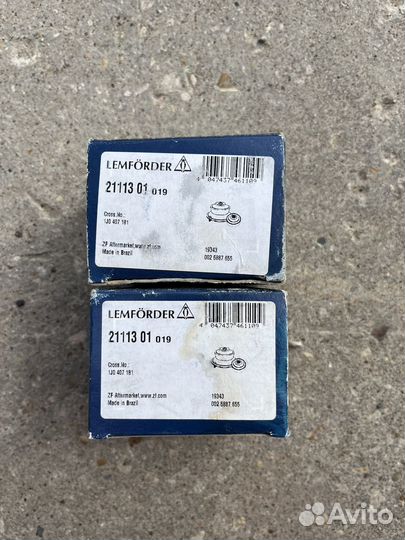 LEMFÖRDER
21113 01 019
4 047437 461109
Cross.No.:
1J0 407 181
ZF Aftermarket,www.zf.com
Made in Brazil
19343
002 6887 655
LEMFÖRDER
21113 01 019
4 047437 461109
Cross.No.:
1J0 407 181
ZF Aftermarket,www.zf.com
Made in Brazil
19343
002 6887 655
Avito